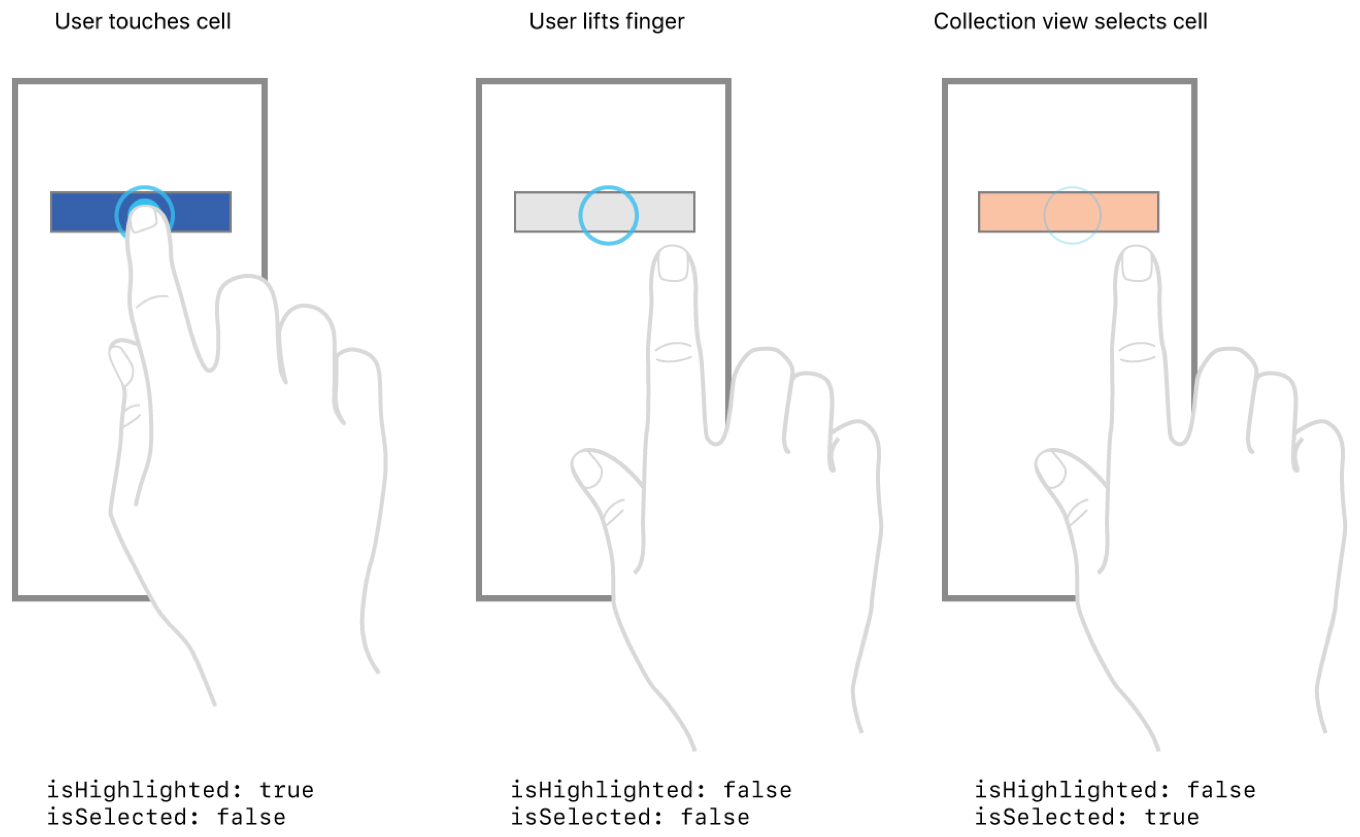 User touches cell
User lifts finger
Collection view selects cell
isHighlighted: true
isSelected: false
isHighlighted: false
isSelected: false
isHighlighted: false
isSelected: true